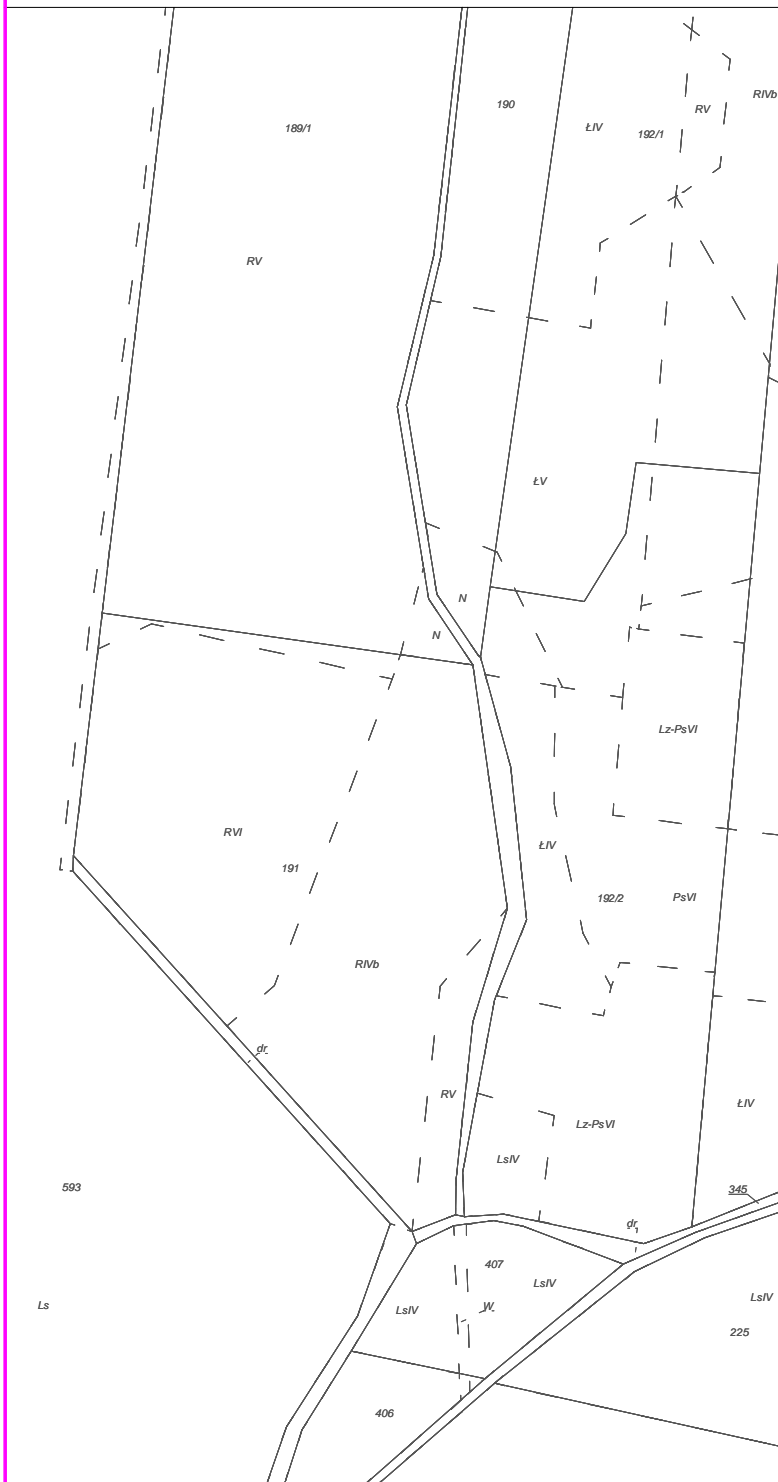 RIVb
190
RV
189/1
ŁIV
192/1
RV
ŁV
N
N
Lz-PsVI
RVI
ŁIV
191
192/2
PsVI
RIVb
dr
RV
ŁIV
Lz-PsVI
LsIV
593
345
dr
407
LsIV
LsIV
Ls
LsIV
W
225
406